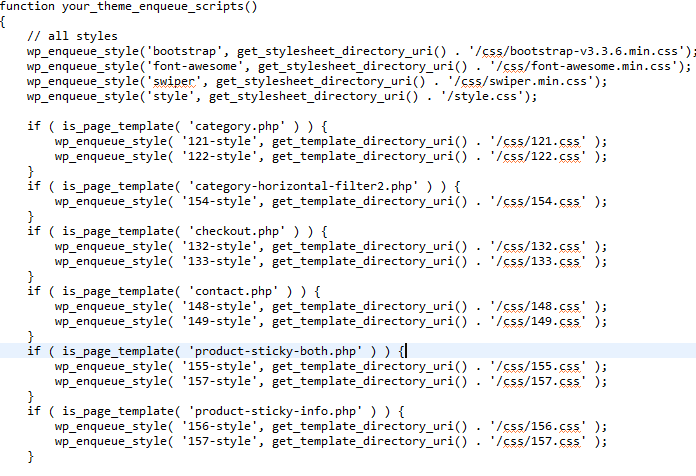 function your_theme_enqueue_scripts()
{
// all styles
wp_enqueue_style('bootstrap', get_stylesheet_directory_uri() . '/css/bootstrap-v3.3.6.min.css');
wp_enqueue_style('font-awesome', get_stylesheet_directory_uri() . '/css/font-awesome.min.css');
wp_enqueue_style('swiper', get_stylesheet_directory_uri() . '/css/swiper.min.css');
wp_enqueue_style('style', get_stylesheet_directory_uri() . '/style.css');
if ( is_page_template( 'category.php' ) ) {
wp_enqueue_style( '121-style', get_template_directory_uri() . '/css/121.css' );
wp_enqueue_style( '122-style', get_template_directory_uri() . '/css/122.css' );
}
if ( is_page_template( 'category-horizontal-filter2.php' ) ) {
wp_enqueue_style( '154-style', get_template_directory_uri() . '/css/154.css' );
}
if ( is_page_template( 'checkout.php' ) ) {
wp_enqueue_style( '132-style', get_template_directory_uri() . '/css/132.css' );
wp_enqueue_style( '133-style', get_template_directory_uri() . '/css/133.css' );
}
if ( is_page_template( 'contact.php' ) ) {
wp_enqueue_style( '148-style', get_template_directory_uri() . '/css/148.css' );
wp_enqueue_style( '149-style', get_template_directory_uri() . '/css/149.css' );
}
if ( is_page_template( 'product-sticky-both.php' ) ) {
wp_enqueue_style( '155-style', get_template_directory_uri() . '/css/155.css' );
wp_enqueue_style( '157-style', get_template_directory_uri() . '/css/157.css' );
}
if ( is_page_template( 'product-sticky-info.php' ) ) {
wp_enqueue_style( '156-style', get_template_directory_uri() . '/css/156.css' );
wp_enqueue_style( '157-style', get_template_directory_uri() . '/css/157.css' );
}